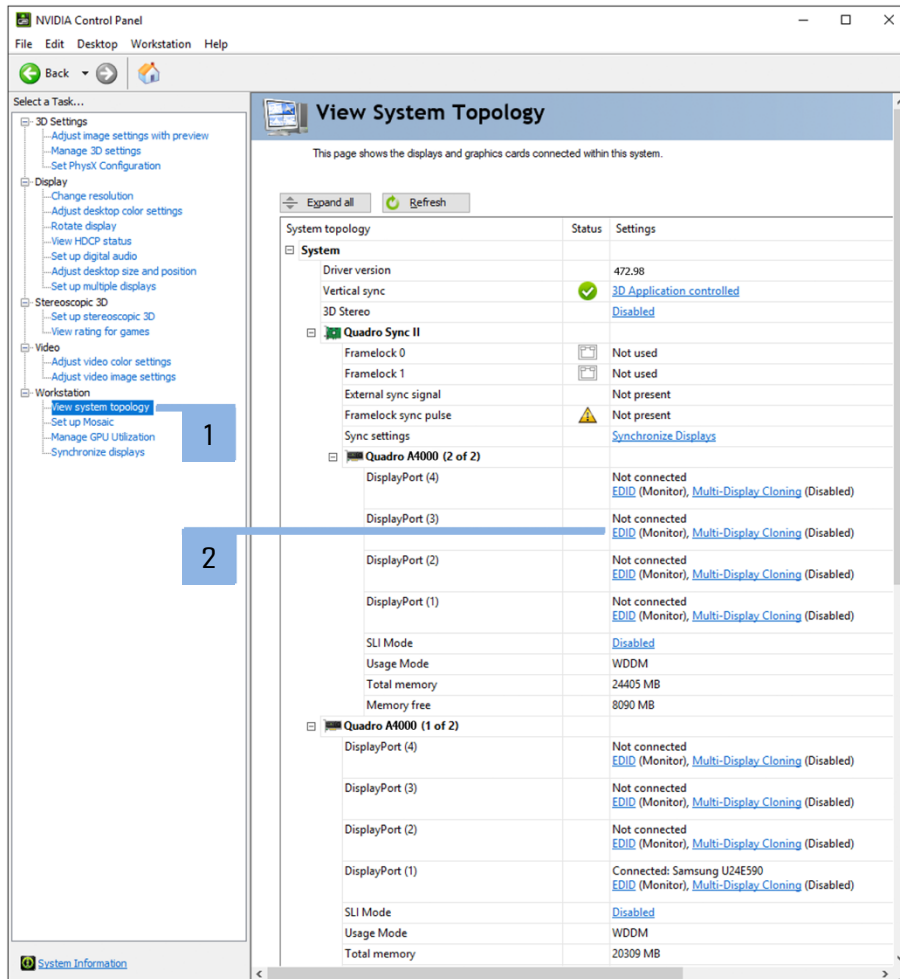 NVIDIA Control Panel
File Edit Desktop Workstation Help
Back
Select a Task...
3D Settings
Adjust image settings with preview
Manage 3D settings
Set PhysX Configuration
Display
Change resolution
Adjust desktop color settings
Rotate display
View HDCP status
Set up digital audio
Adjust desktop size and position
Set up multiple displays
Stereoscopic 3D
Set up stereoscopic 3D
View rating for games
Video
Adjust video color settings
Adjust video image settings
Workstation
View system topology
Set up Mosaic
Manage GPU Utilization
Synchronize displays
1
2
System Information
View System Topology
This page shows the displays and graphics cards connected within this system.
Expand all Refresh
System topology Status Settings
System
Driver version 472.98
Vertical sync 3D Application controlled
3D Stereo Disabled
Quadro Sync II
Framelock 0 Not used
Framelock 1 Not used
External sync signal Not present
Framelock sync pulse Not present
Sync settings Synchronize Displays
Quadro A4000 (2 of 2)
DisplayPort (4) Not connected
EDID (Monitor), Multi-Display Cloning (Disabled)
DisplayPort (3) Not connected
EDID (Monitor), Multi-Display Cloning (Disabled)
DisplayPort (2) Not connected
EDID (Monitor), Multi-Display Cloning (Disabled)
DisplayPort (1) Not connected
EDID (Monitor), Multi-Display Cloning (Disabled)
SLI Mode Disabled
Usage Mode WDDM
Total memory 24405 MB
Memory free 8090 MB
Quadro A4000 (1 of 2)
DisplayPort (4) Not connected
EDID (Monitor), Multi-Display Cloning (Disabled)
DisplayPort (3) Not connected
EDID (Monitor), Multi-Display Cloning (Disabled)
DisplayPort (2) Not connected
EDID (Monitor), Multi-Display Cloning (Disabled)
DisplayPort (1) Connected: Samsung U24E590
EDID (Monitor), Multi-Display Cloning (Disabled)
SLI Mode Disabled
Usage Mode WDDM
Total memory 20309 MB